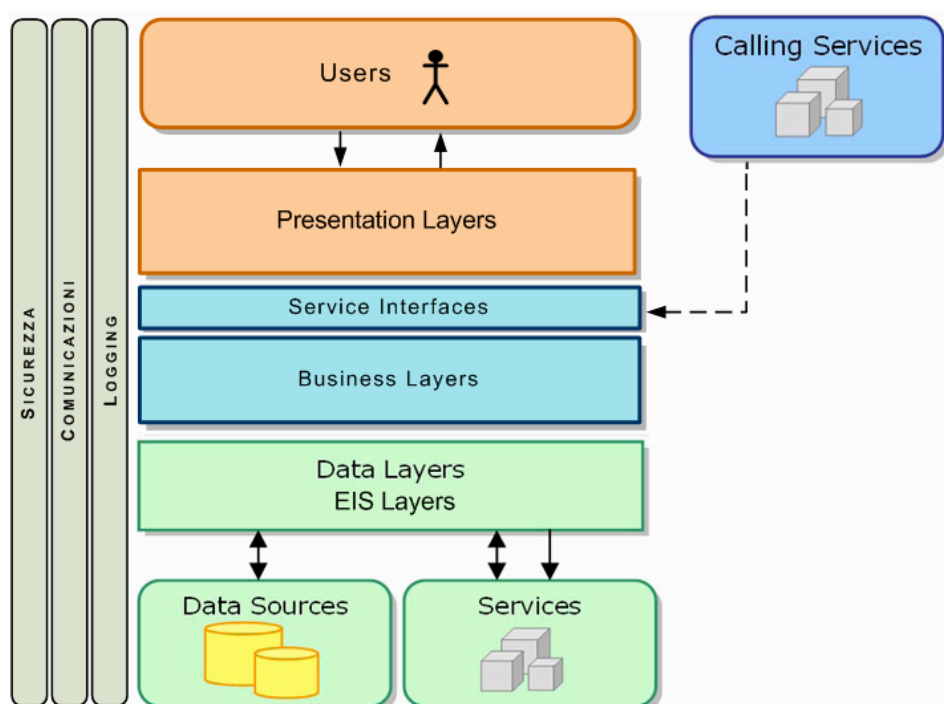 SICUREZZA
COMUNICAZIONI
LOGGING
Users
Calling Services
Presentation Layers
Service Interfaces
Business Layers
Data Layers
EIS Layers
Data Sources
Services